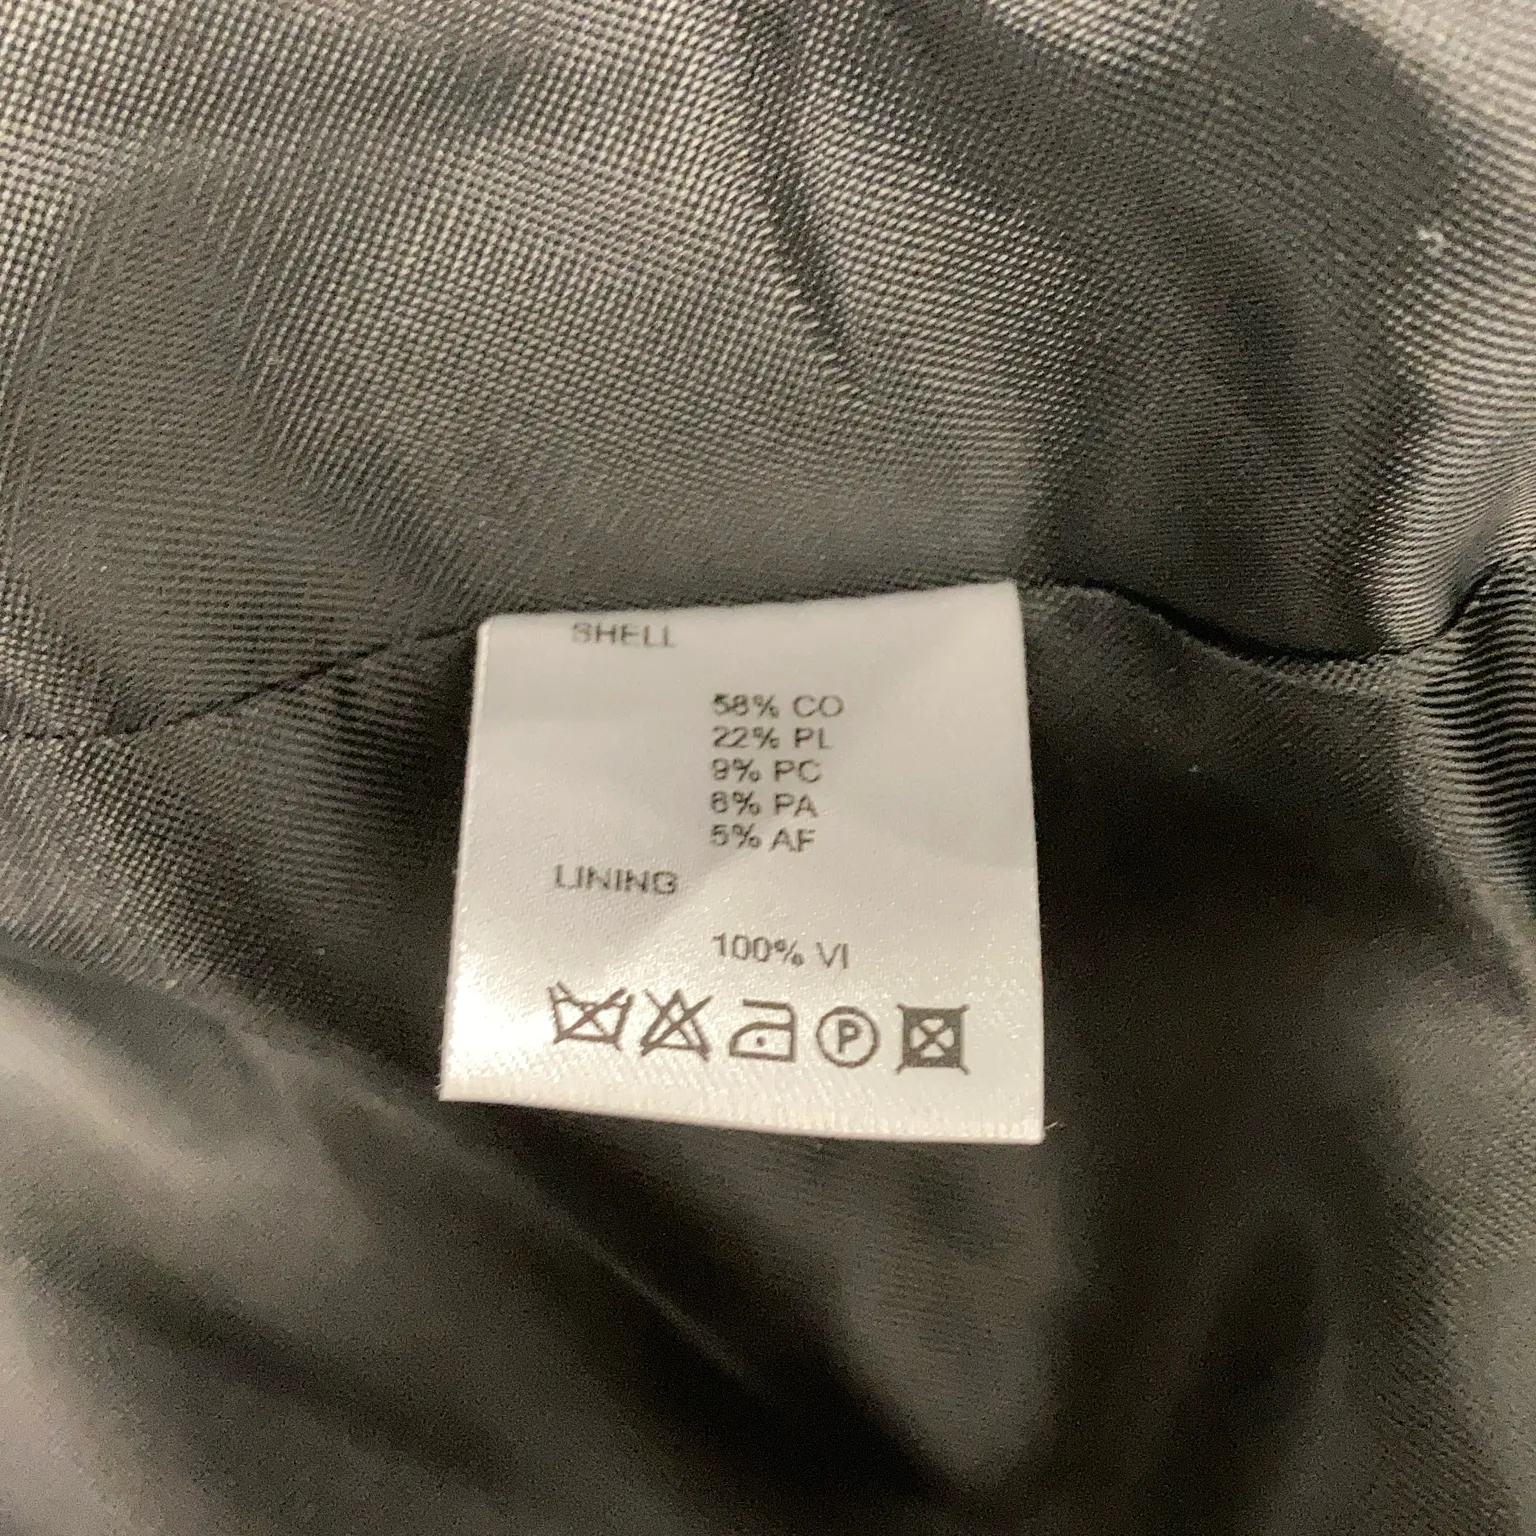 SHELL
58% CO
22% PL
9% PC
6% PA
5% AF
LINING
100% VI
P